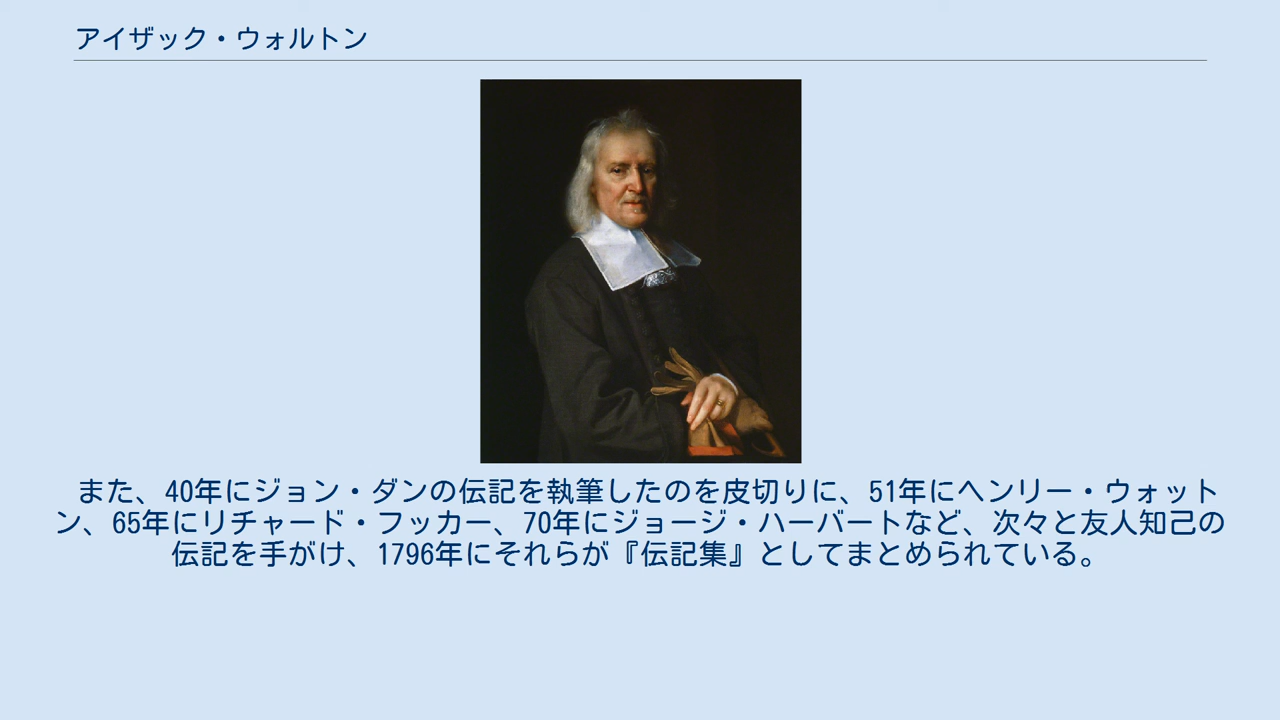 アイザック・ウォルトン
また、40年にジョン・ダンの伝記を執筆したのを皮切りに、51年にヘンリー・ウォット
ン、65年にリチャード・フッカー、70年にジョージ・ハーバートなど、次々と友人知己の
伝記を手がけ、1796年にそれらが『伝記集』としてまとめられている。